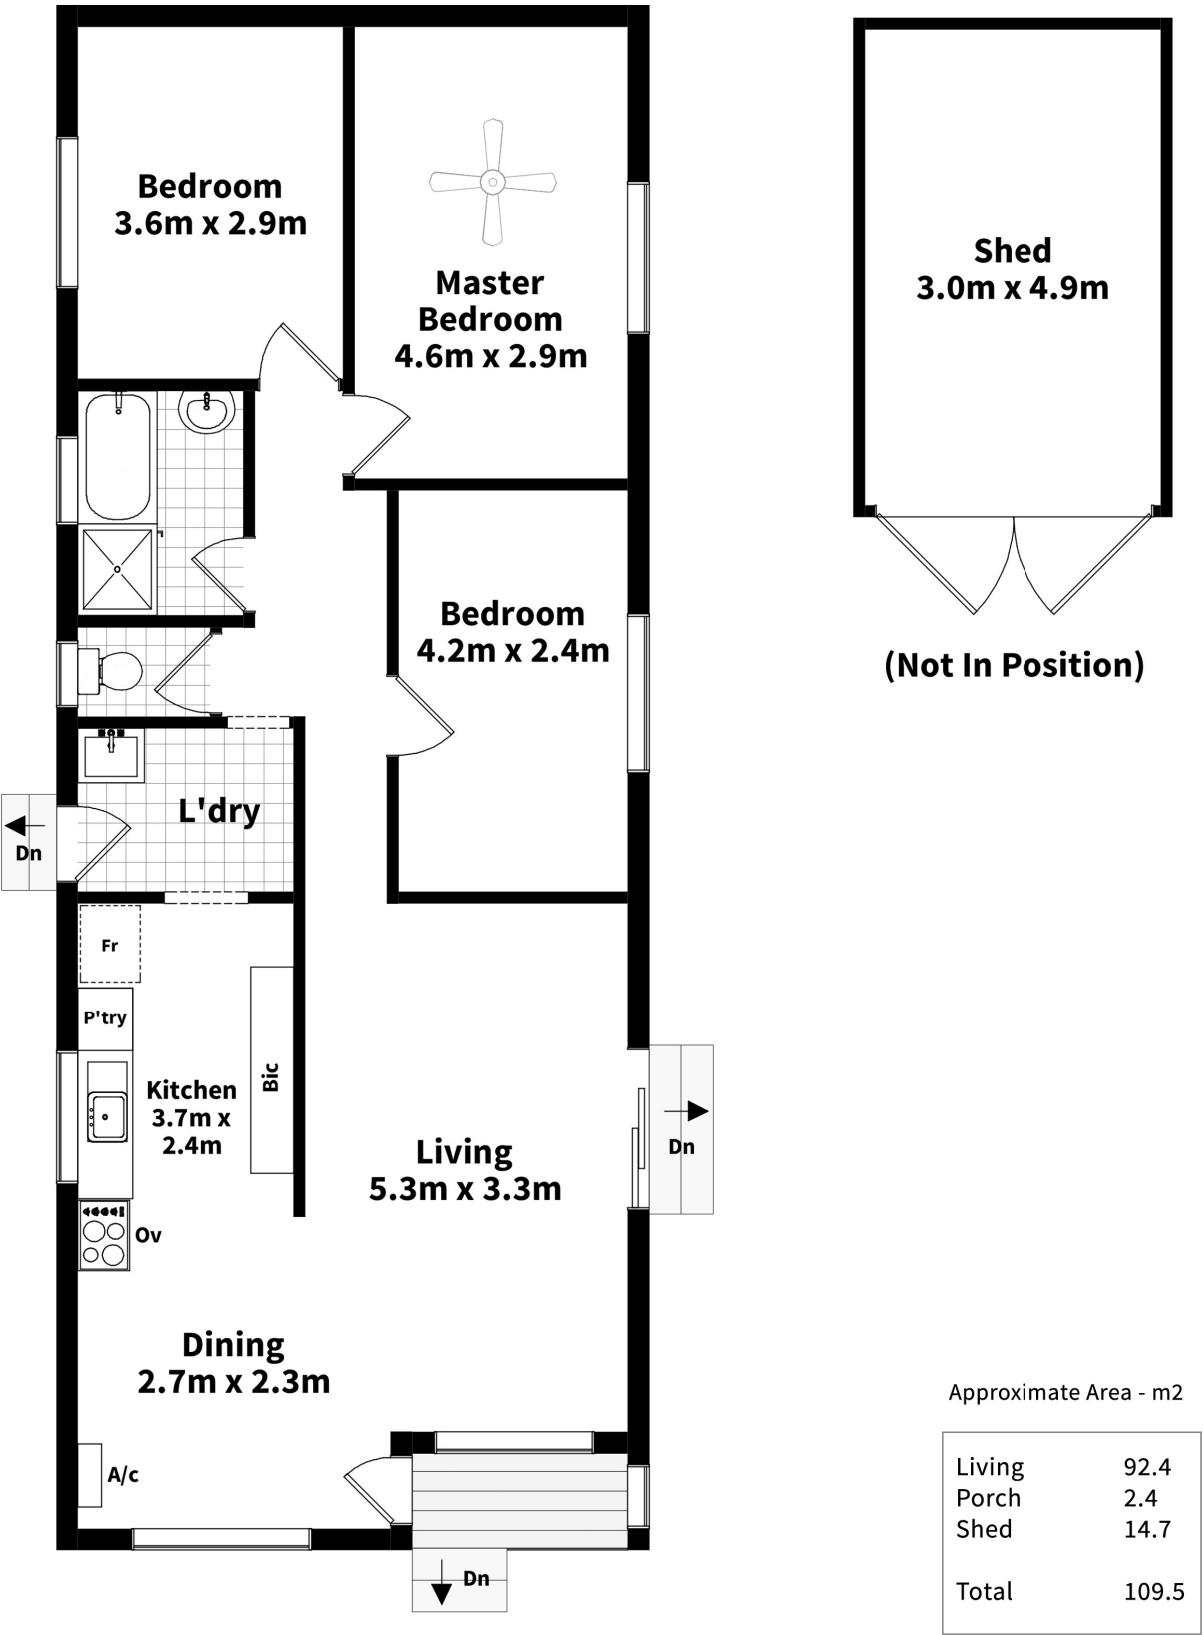 Bedroom
3.6m x 2.9m
Master
Bedroom
4.6m x 2.9m
Shed
3.0m x 4.9m
(Not In Position)
Bedroom
4.2m x 2.4m
L'dry
Dn
Fr
P'try
Kitchen
3.7m x
2.4m
Bic
Living
5.3m x 3.3m
Dn
Ov
Dining
2.7m x 2.3m
A/c
Dn
Approximate Area - m2
Living 92.4
Porch 2.4
Shed 14.7
Total 109.5